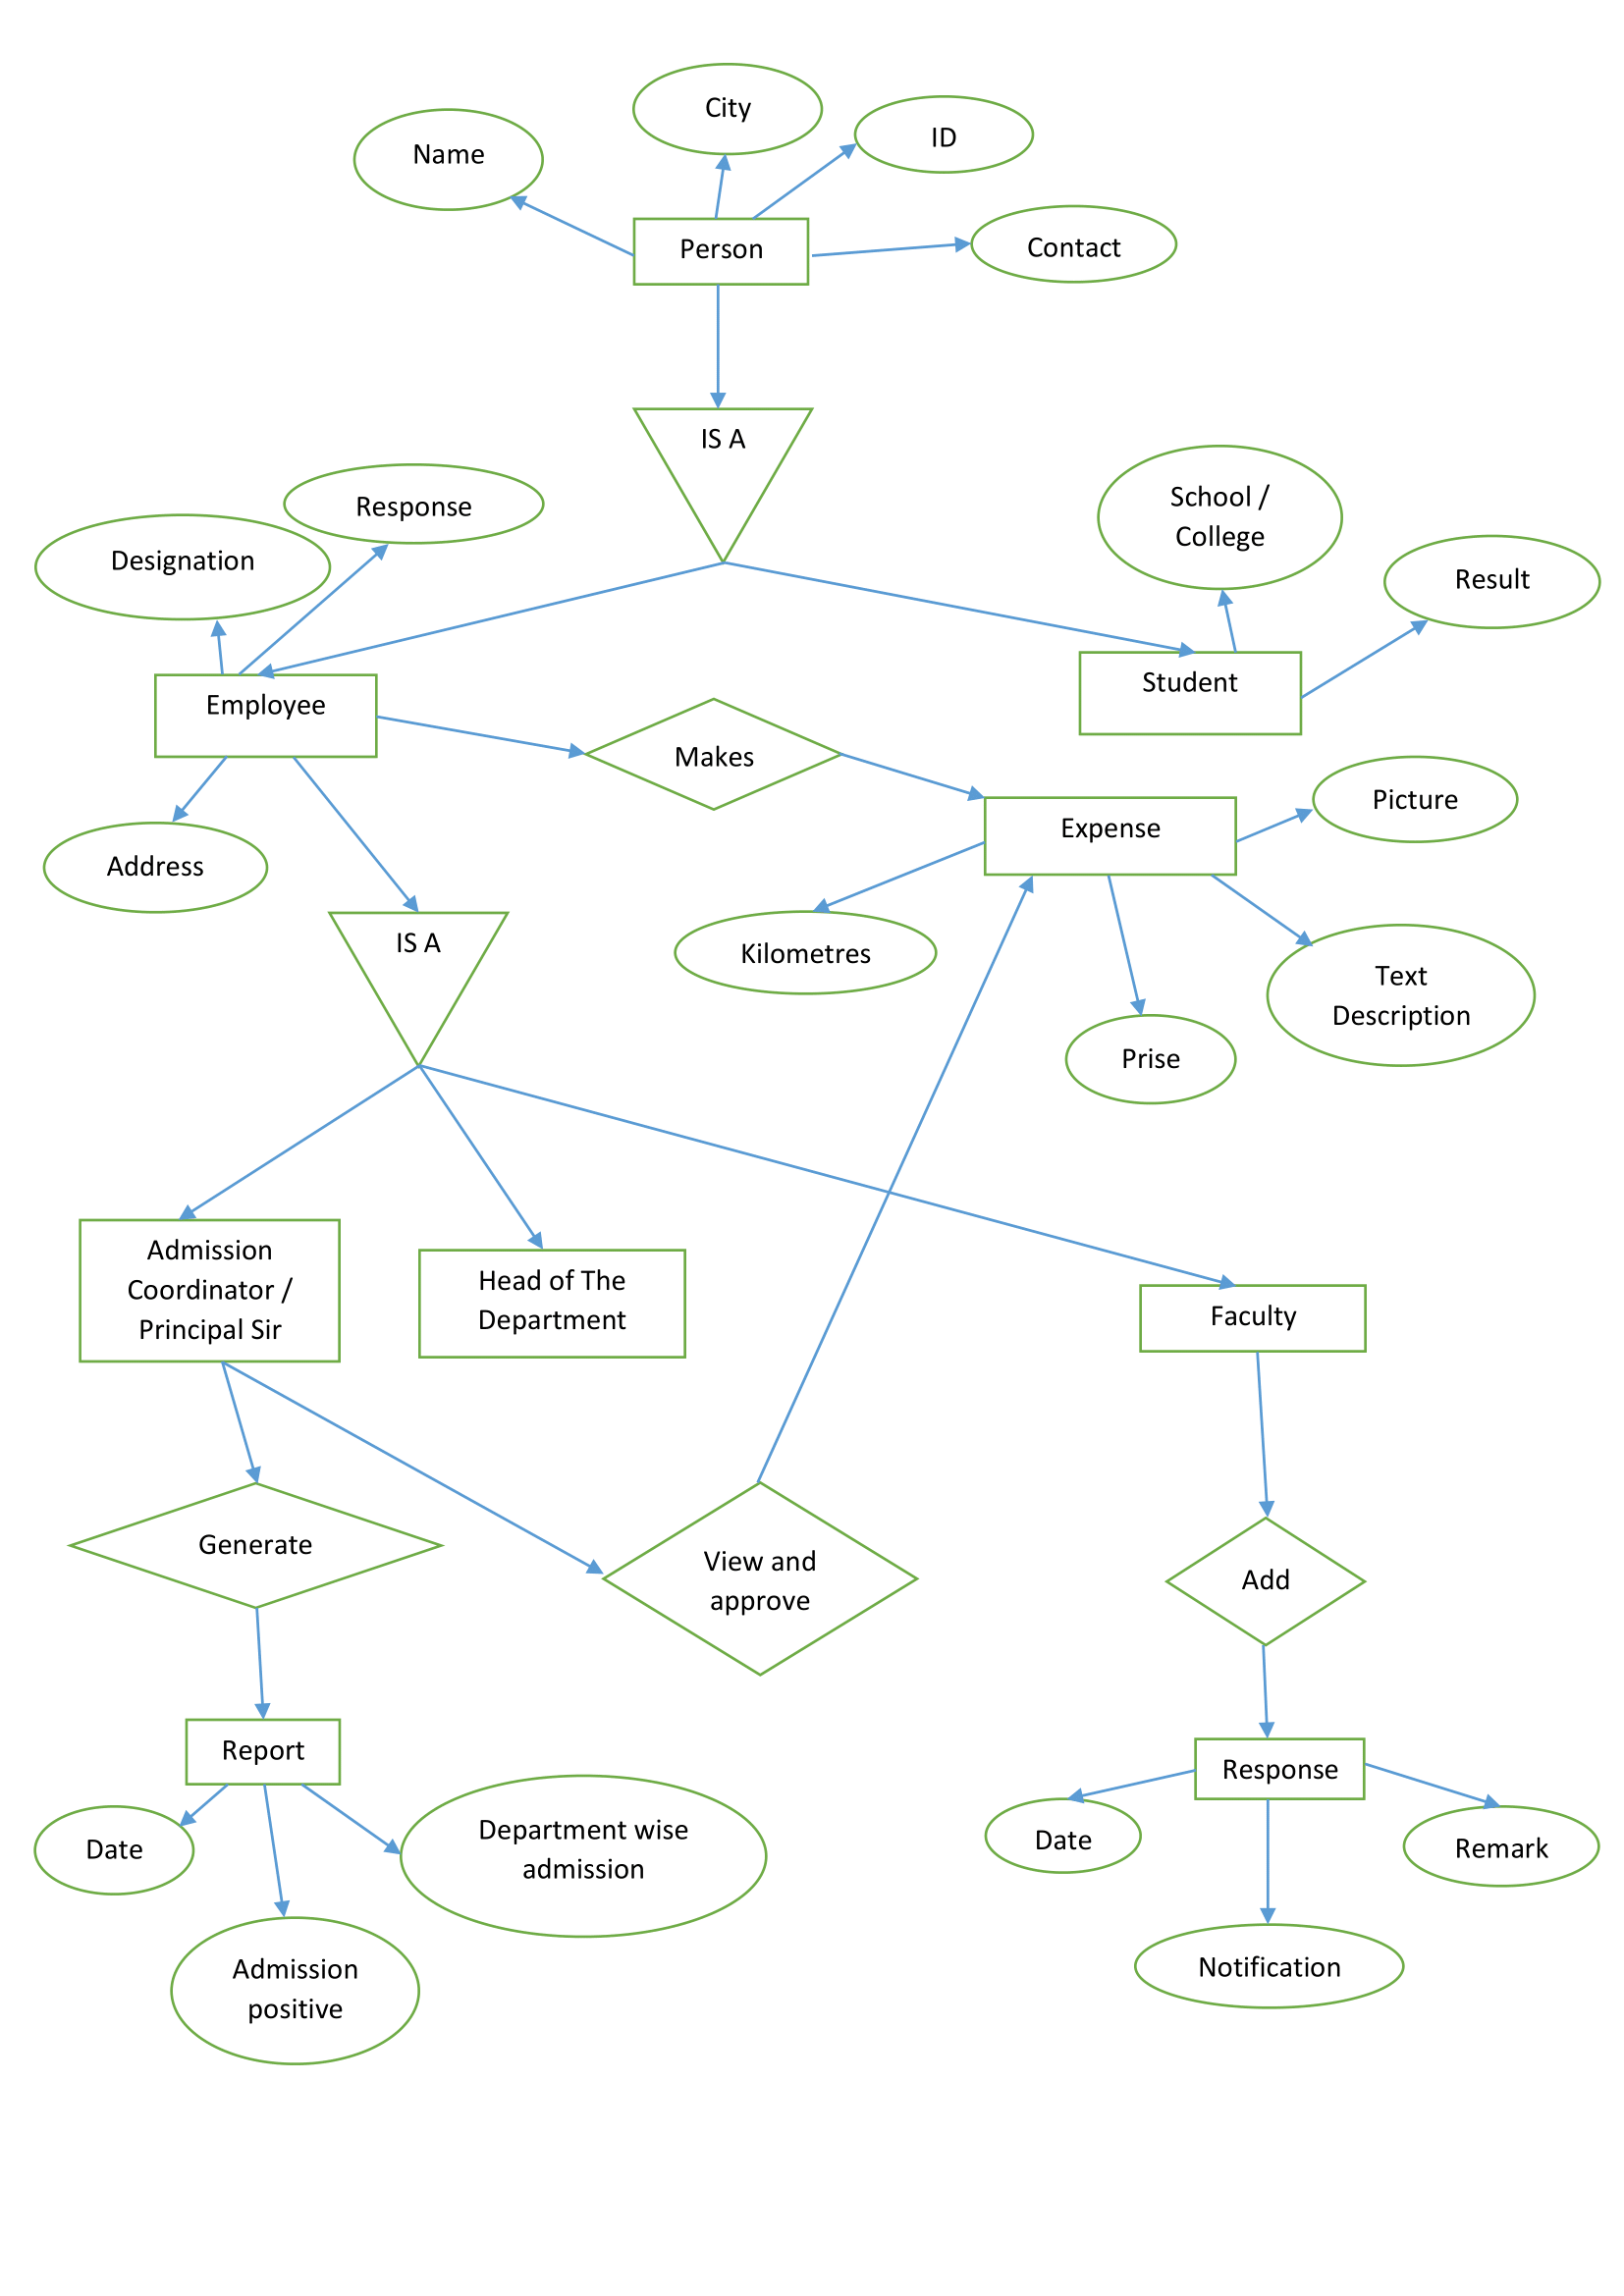 City
ID
Name
Person
Contact
IS A
School /
College
Response
Designation
Result
Student
Employee
Makes
Picture
Expense
Address
IS A
Kilometres
Text
Description
Prise
Admission
Coordinator /
Principal Sir
Head of The
Department
Faculty
Generate
View and
approve
Add
Report
Response
Date
Department wise
admission
Date
Remark
Admission
positive
Notification